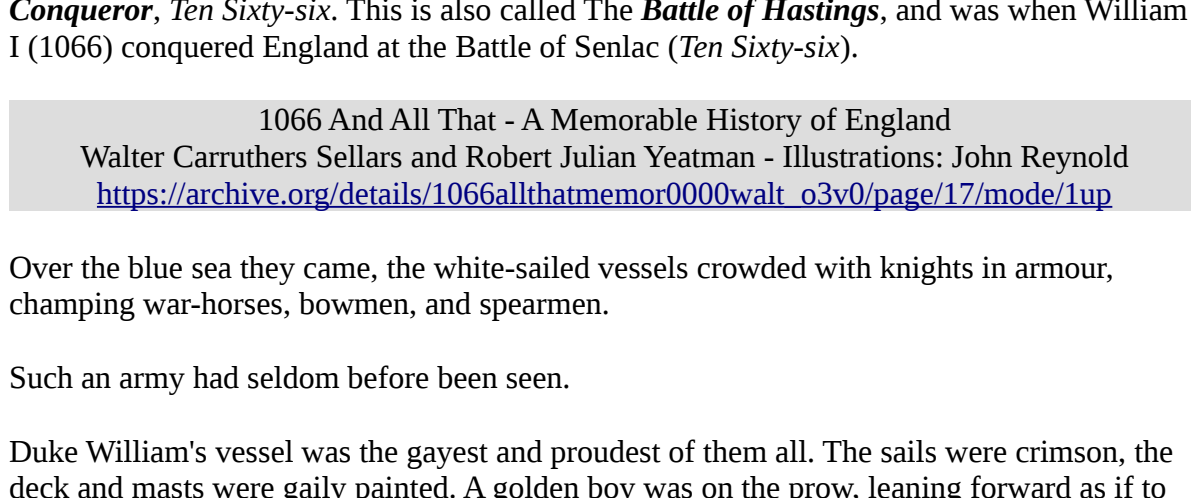 Conqueror, Ten Sixty-six. This is also called The Battle of Hastings, and was when William
I (1066) conquered England at the Battle of Senlac (Ten Sixty-six).
1066 And All That - A Memorable History of England
Walter Carruthers Sellars and Robert Julian Yeatman - Illustrations: John Reynold
https://archive.org/details/1066allthatmemor0000walt_o3v0/page/17/mode/1up
Over the blue sea they came, the white-sailed vessels crowded with knights in armour,
champing war-horses, bowmen, and spearmen.
Such an army had seldom before been seen.
Duke William's vessel was the gayest and proudest of them all. The sails were crimson, the
deck and masts were gaily painted. A golden boy was on the prow, leaning forward as if to